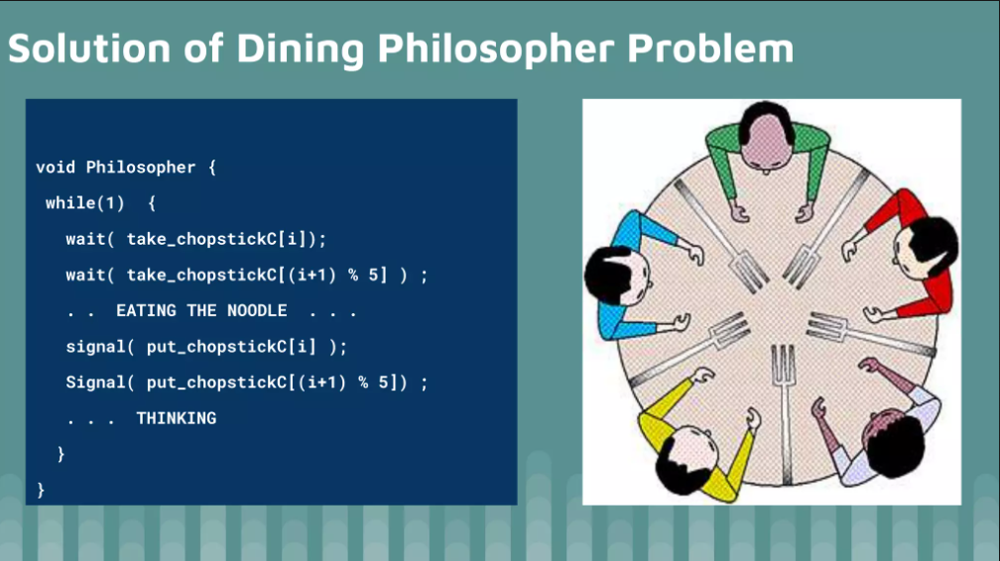 Solution of Dining Philosopher Problem
void Philosopher {
while(1) {
wait( take_chopstickC[i]);
wait( take_chopstickC[(i+1) % 5] ) ;
. . EATING THE NOODLE . . .
signal( put_chopstickC[i] );
Signal( put_chopstickC[(i+1) % 5]) ;
. . . THINKING
}
}